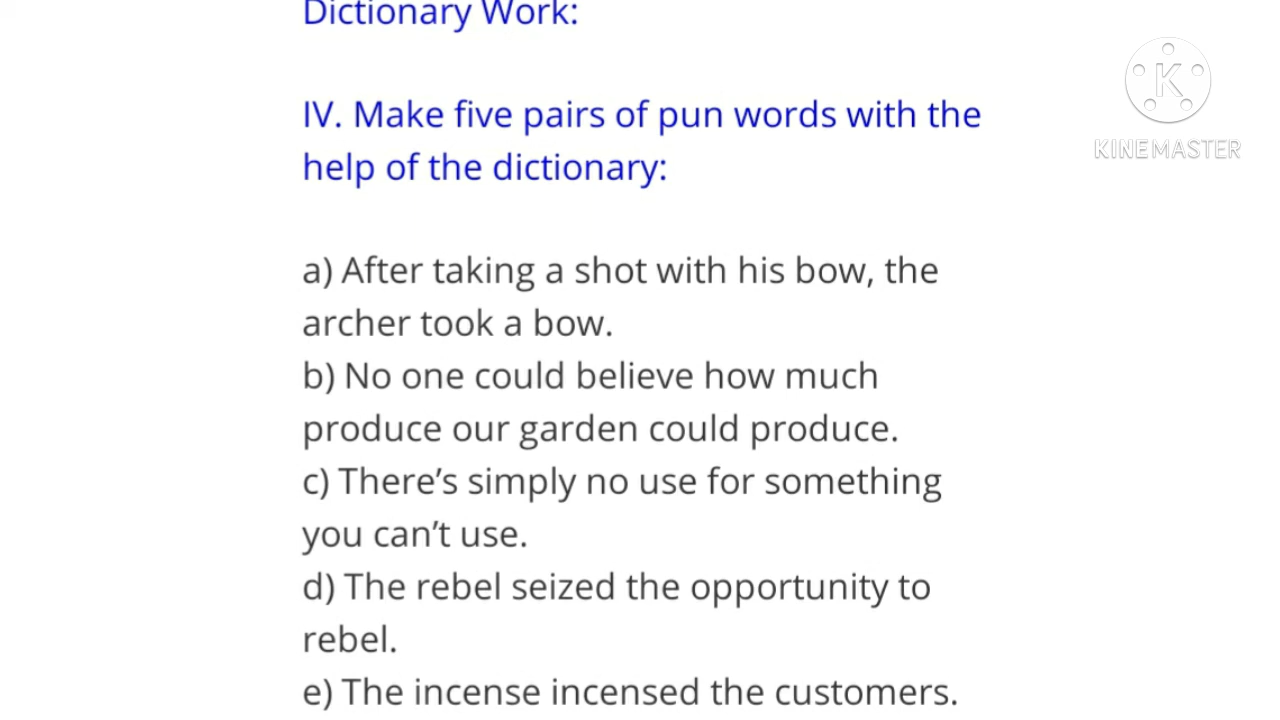 Dictionary Work:
IV. Make five pairs of pun words with the
help of the dictionary:
a) After taking a shot with his bow, the
archer took a bow.
b) No one could believe how much
produce our garden could produce.
c) There’s simply no use for something
you can’t use.
d) The rebel seized the opportunity to
rebel.
e) The incense incensed the customers.
K
KINEMASTER